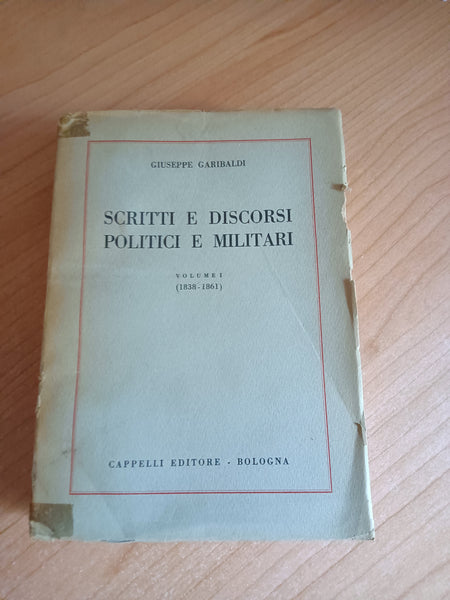 GIUSEPPE GARIBALDI
SCRITTI E DISCORSI
POLITICI E MILITARI
VOLUME I
(1838-1861)
CAPPELLI EDITORE - BOLOGNA